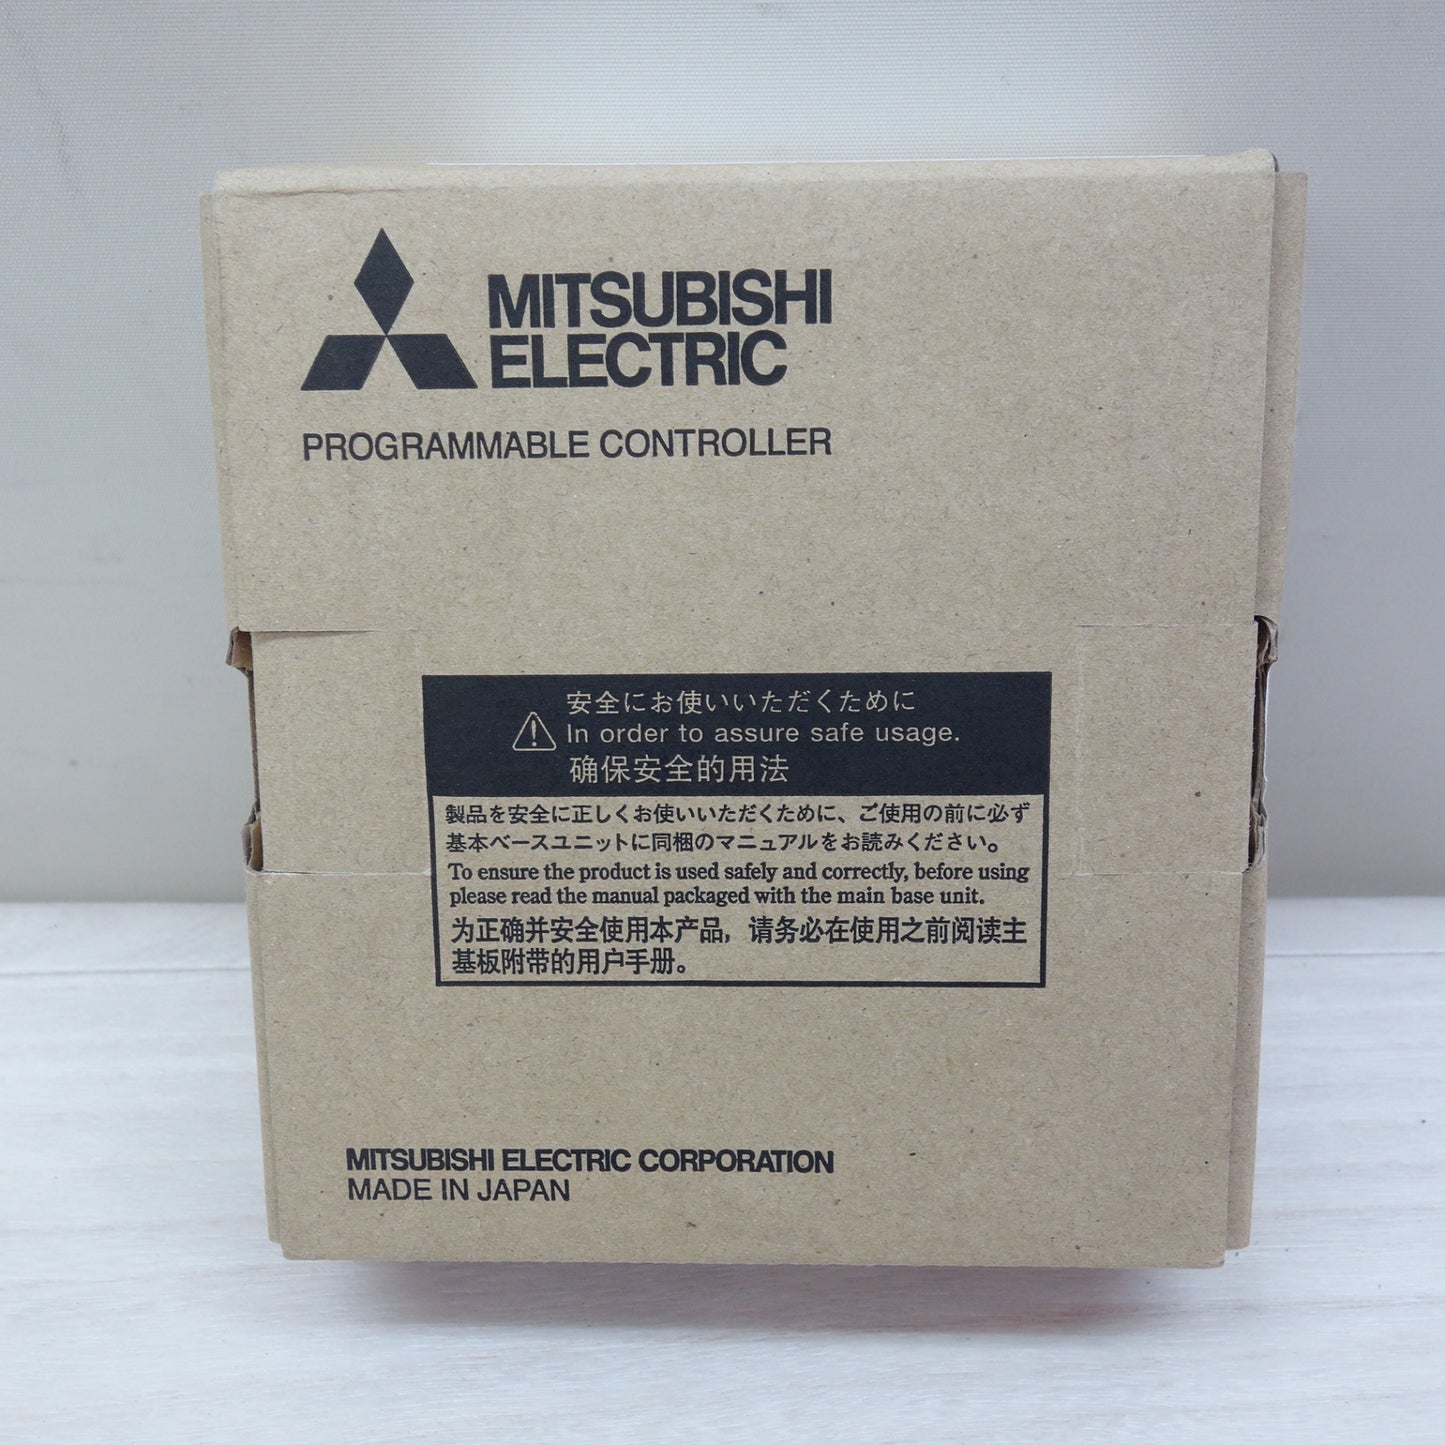 MITSUBISHI
ELECTRIC
PROGRAMMABLE CONTROLLER
安全にお使いいただくために
In order to assure safe usage.
确保安全的用法
製品を安全に正しくお使いいただくために、ご使用の前に必ず
基本ベースユニットに同梱のマニュアルをお読みください。
To ensure the product is used safely and correctly, before using
please read the manual packaged with the main base unit.
为正确并安全使用本产品，请务必在使用之前阅读主
基板附带的用户手册。
MITSUBISHI ELECTRIC CORPORATION
MADE IN JAPAN